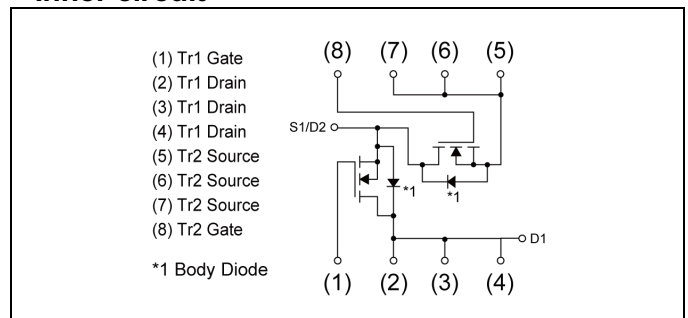 Inner circuit
(1) Tr1 Gate
(2) Tr1 Drain
(3) Tr1 Drain
(4) Tr1 Drain
(5) Tr2 Source
(6) Tr2 Source
(7) Tr2 Source
(8) Tr2 Gate
*1 Body Diode
(8) (7) (6) (5)
S1/D2
*1
*1
D1
(1) (2) (3) (4)